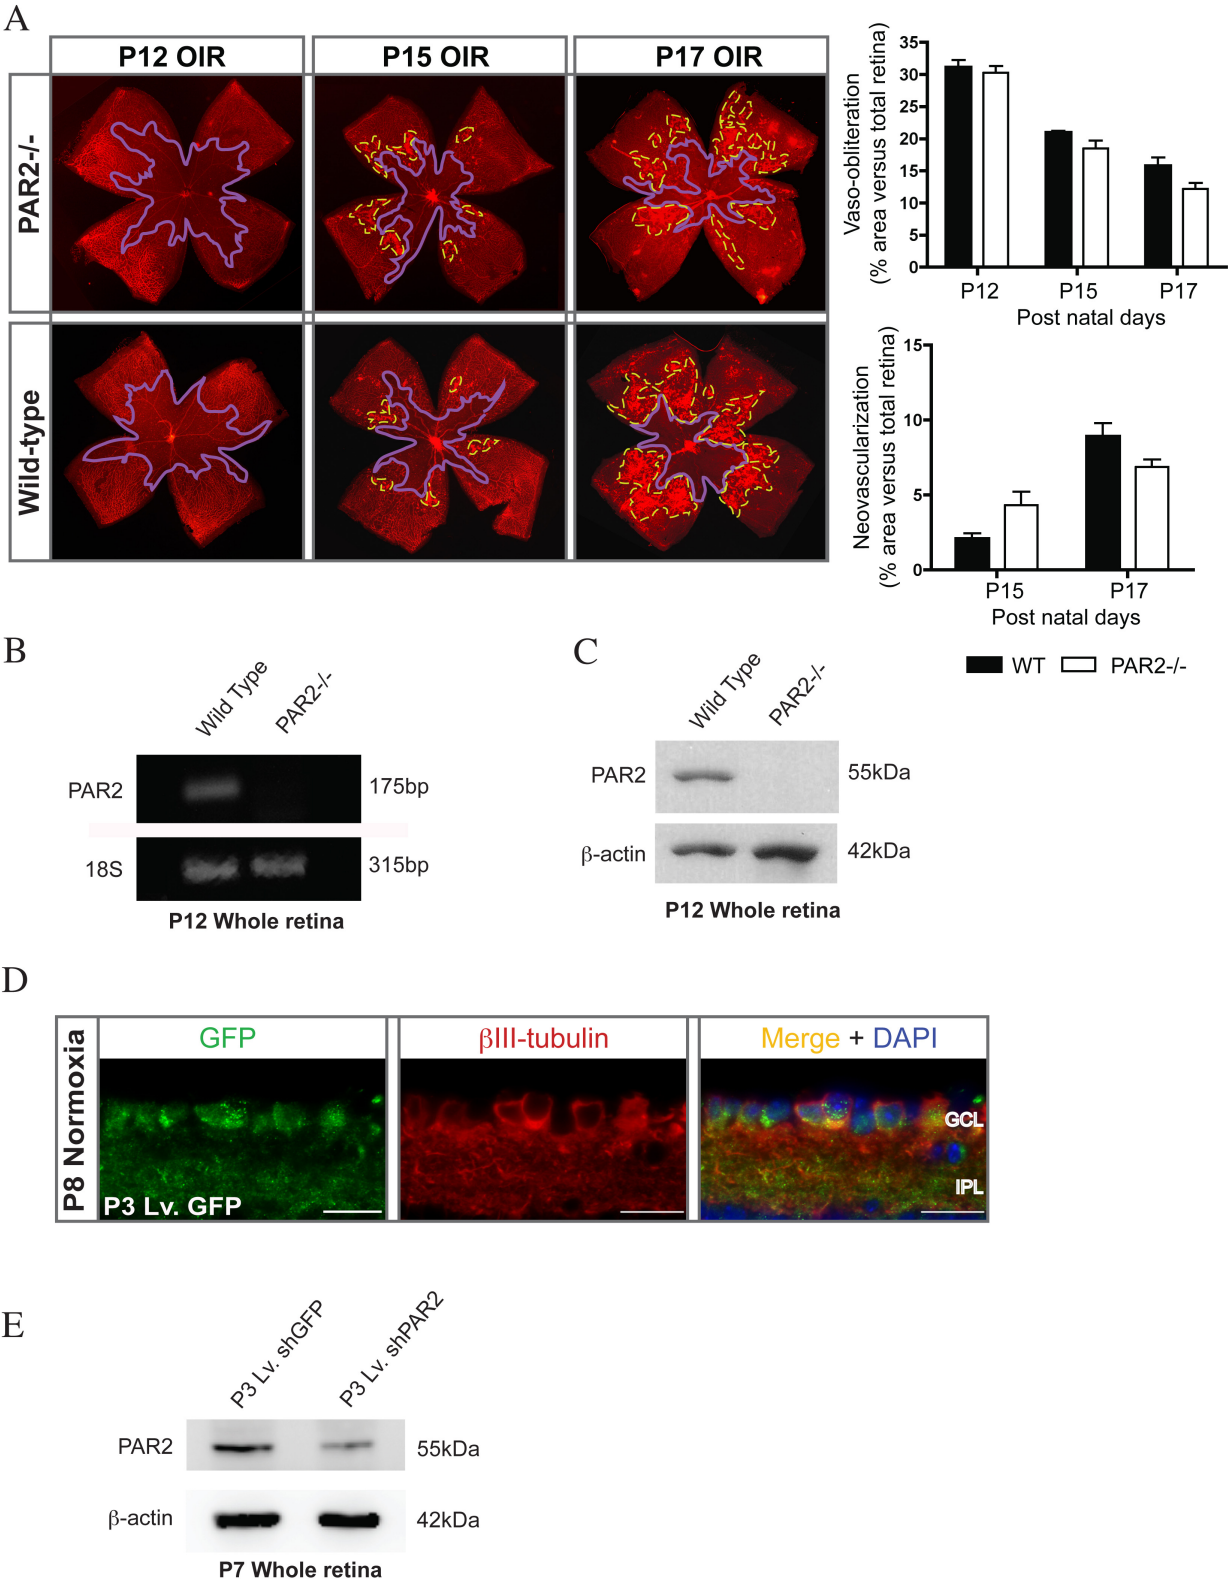 A
P12 OIR
P15 OIR
P17 OIR
PAR2-/-
Wild-type
Vaso-obliteration
(% area versus total retina)
35
30
25
20
15
10
5
0
P12
P15
P17
Post natal days
Neovascularization
(% area versus total retina)
15
10
5
0
P15
P17
Post natal days
WT
PAR2-/-
B
Wild Type
PAR2-/-
PAR2
175bp
18S
315bp
P12 Whole retina
C
Wild Type
PAR2-/-
PAR2
55kDa
β-actin
42kDa
P12 Whole retina
D
P8 Normoxia
GFP
βIII-tubulin
Merge + DAPI
P3 Lv. GFP
GCL
IPL
E
P3 Lv. shGFP
P3 Lv. shPAR2
PAR2
55kDa
β-actin
42kDa
P7 Whole retina